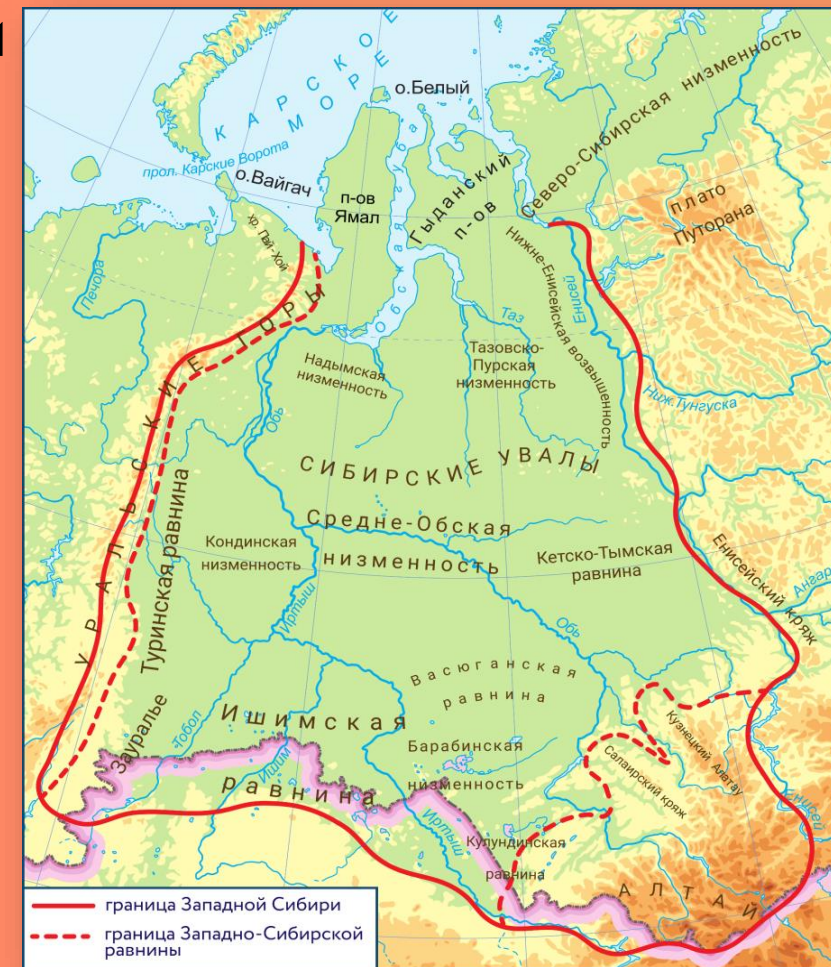 КАРСКОЕ
МОРЕ
о.Белый
прол. Карские Ворота
о.Вайгач
п-ов
Ямал
Обская губа
Гыданский
п-ов
Северо-Сибирская низменность
плато
Путорана
хр. Пай-Хой
Печора
Нижне-Енисейская возвышенность
Енисей
Таз
УРАЛЬСКИЕ ГОРЫ
Надымская
низменность
Тазовско-
Пурская
низменность
Ниж.Тунгуска
Обь
СИБИРСКИЕ УВАЛЫ
Средне-Обская
низменность
Кондинская
низменность
Кетско-Тымская
равнина
Енисейский кряж
Ангар
Туринская равнина
Иртыш
Обь
Васюганская
равнина
Зауралье
Тобол
Ишимская
равнина
Ишим
Барабинская
низменность
Кузнецкий Алатау
Салаирский кряж
Енисей
Иртыш
Кулундинская
равнина
АЛТАЙ
граница Западной Сибири
граница Западно-Сибирской
равнины